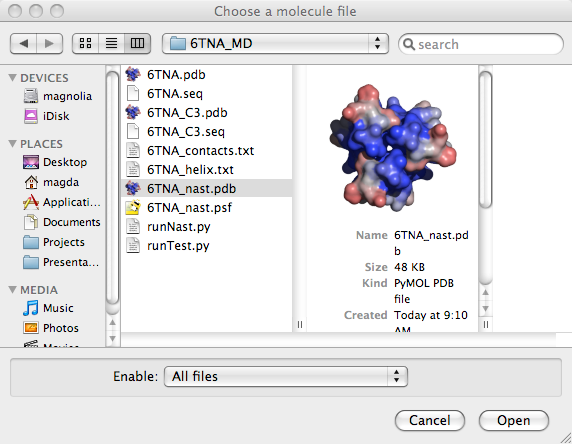 Choose a molecule file
6TNA_MD
search
DEVICES
magnolia
iDisk
PLACES
Desktop
magda
Applicati...
Documents
Projects
Presenta...
MEDIA
Music
Photos
Movies
6TNA.pdb
6TNA.seq
6TNA_C3.pdb
6TNA_C3.seq
6TNA_contacts.txt
6TNA_helix.txt
6TNA_nast.pdb
6TNA_nast.psf
runNast.py
runTest.py
Name 6TNA_nast.pd
b
Size 48 KB
Kind PyMOL PDB
file
Created Today at 9:10
AM
Enable: All files
Cancel Open